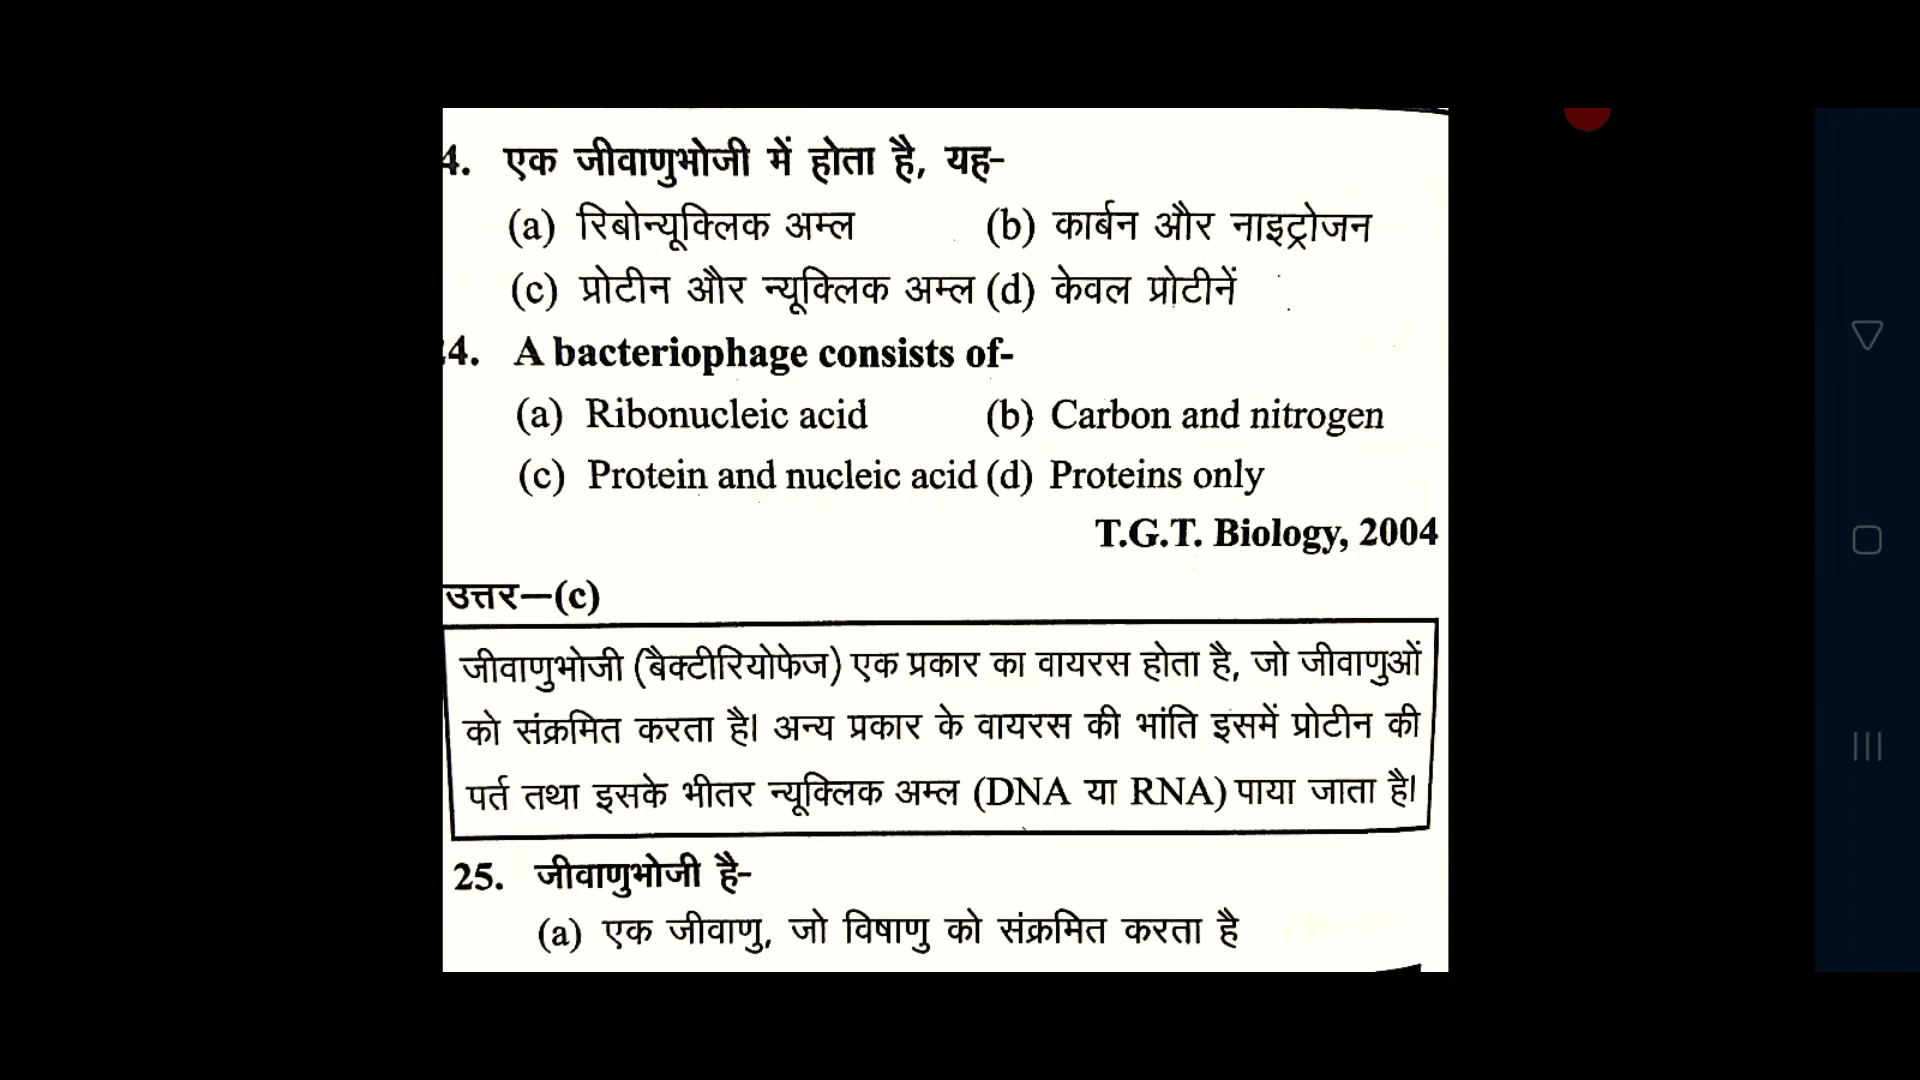 4. एक जीवाणुभोजी में होता है, यह-
(a) रिबोन्यूक्लिक अम्ल (b) कार्बन और नाइट्रोजन
(c) प्रोटीन और न्यूक्लिक अम्ल (d) केवल प्रोटीनें
4. A bacteriophage consists of-
(a) Ribonucleic acid (b) Carbon and nitrogen
(c) Protein and nucleic acid (d) Proteins only
T.G.T. Biology, 2004
उत्तर–(c)
जीवाणुभोजी (बैक्टीरियोफेज) एक प्रकार का वायरस होता है, जो जीवाणुओं
को संक्रमित करता है। अन्य प्रकार के वायरस की भांति इसमें प्रोटीन की
पर्त तथा इसके भीतर न्यूक्लिक अम्ल (DNA या RNA) पाया जाता है।
25. जीवाणुभोजी है-
(a) एक जीवाणु, जो विषाणु को संक्रमित करता है